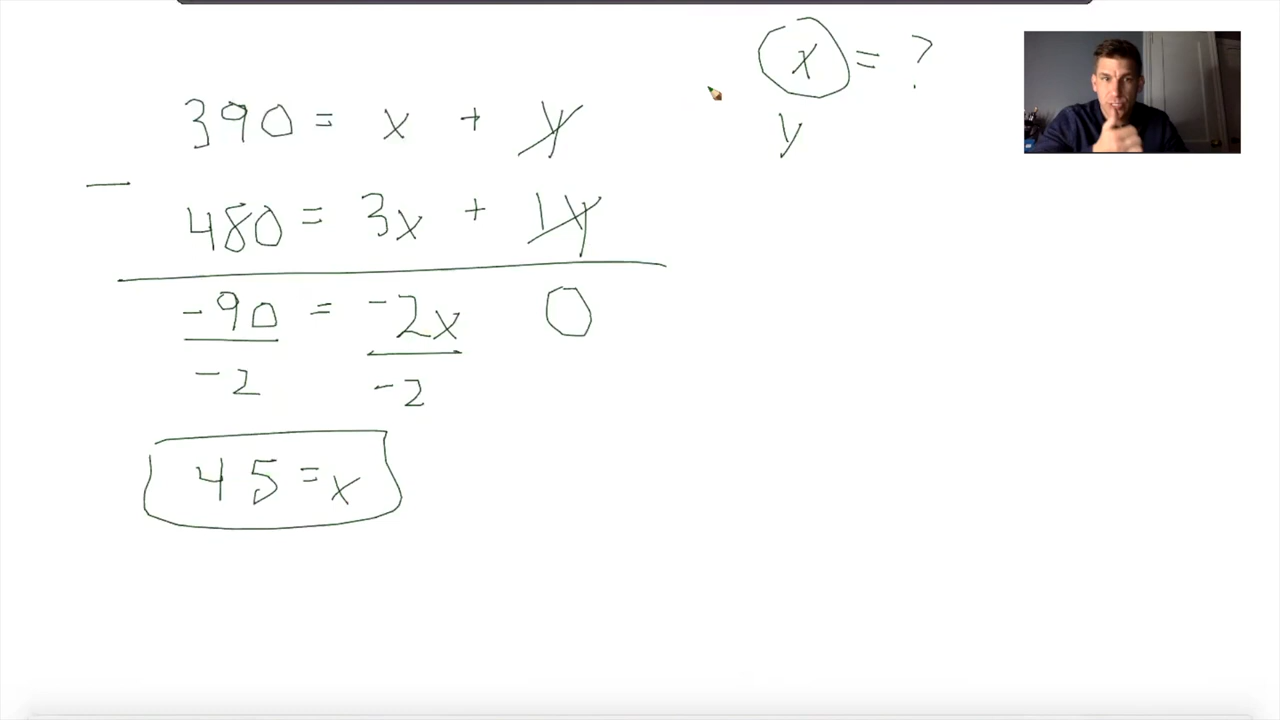 x = ?
y
390 = x + y
- 480 = 3x + 1y
-90 = -2x 0
-2 -2
45 = x